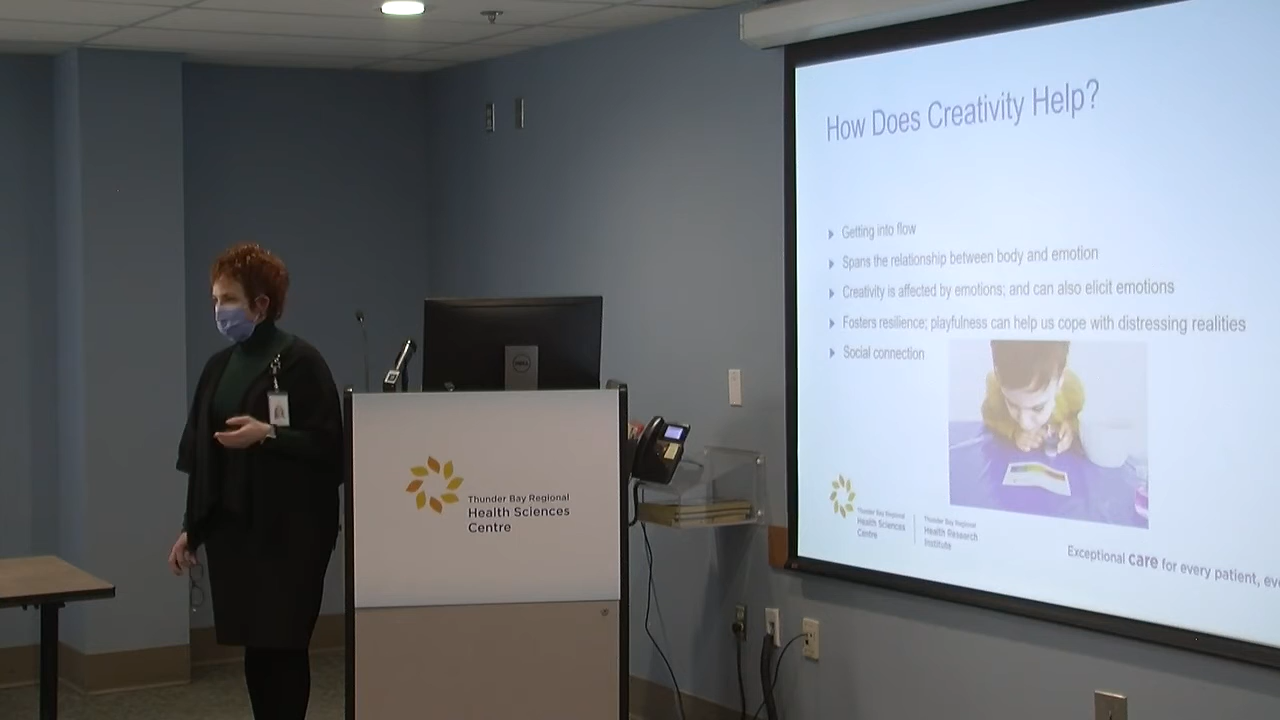 How Does Creativity Help?
Getting into flow
Spans the relationship between body and emotion
Creativity is affected by emotions; and can also elicit emotions
Fosters resilience; playfulness can help us cope with distressing realities
Social connection
Thunder Bay Regional
Health Sciences
Centre
Thunder Bay Regional
Health Research
Institute
Exceptional care for every patient, eve
Thunder Bay Regional
Health Sciences
Centre
DELL